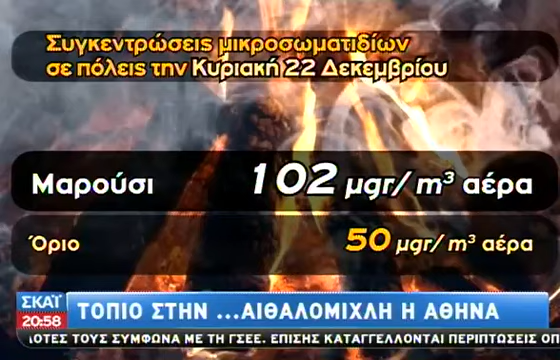 Συγκεντρώσεις μικροσωματιδίων
σε πόλεις την Κυριακή 22 Δεκεμβρίου
Μαρούσι 102 μgr/m³ αέρα
Όριο 50 μgr/m³ αέρα
ΣΚΑΪ
20:58
ΤΟΠΙΟ ΣΤΗΝ ...ΑΙΘΑΛΟΜΙΧΛΗ Η ΑΘΗΝΑ
ΙΟΤΕΣ ΤΟΥΣ ΣΥΜΦΩΝΑ ΜΕ ΤΗ ΓΣΕΕ. ΕΠΙΣΗΣ ΚΑΤΑΓΓΕΛΛΟΝΤΑΙ ΠΕΡΙΠΤΩΣΕΙΣ Ο